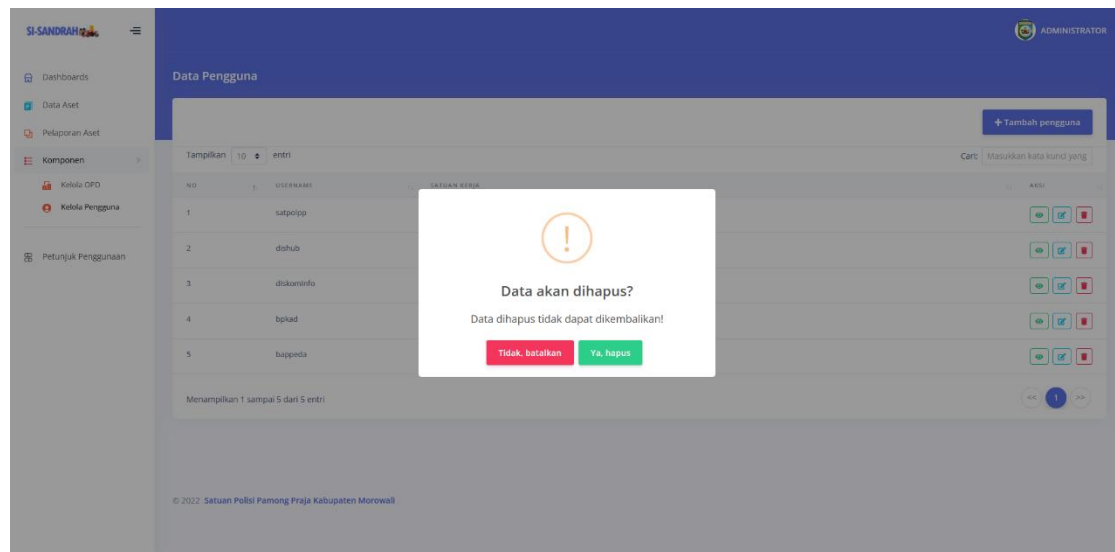 SI-SANDRAH
ADMINISTRATOR
Dashboards
Data Aset
Pelaporan Aset
Komponen
Kelola OPD
Kelola Pengguna
Petunjuk Penggunaan
Data Pengguna
+ Tambah pengguna
Tampilkan 10 entri
Cari: Masukkan kata kunci yang
NO USERNAME SATUAN KERJA AKSI
1 satpolpp
2 dishub
3 diskominfo
4 bpkad
5 bappeda
!
Data akan dihapus?
Data dihapus tidak dapat dikembalikan!
Tidak, batalkan Ya, hapus
Menampilkan 1 sampai 5 dari 5 entri
<< 1 >>
© 2022 Satuan Polisi Pamong Praja Kabupaten Morowali